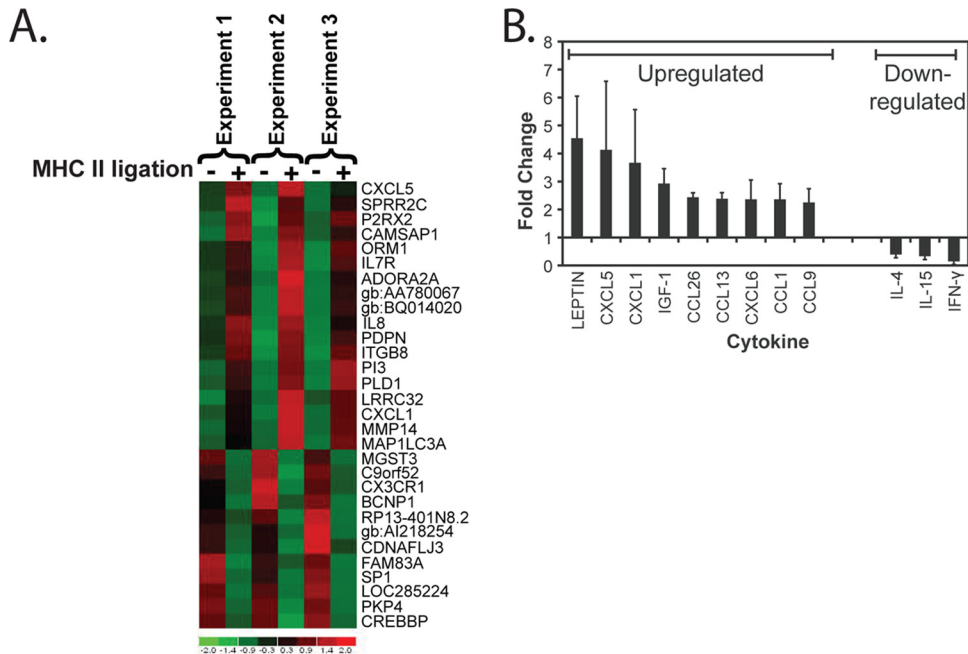 A.
Experiment 1
Experiment 2
Experiment 3
MHC II ligation
- + - + - +
CXCL5
SPRR2C
P2RX2
CAMSAP1
ORM1
IL7R
ADORA2A
gb:AA780067
gb:BQ014020
IL8
PDPN
ITGB8
PI3
PLD1
LRRC32
CXCL1
MMP14
MAP1LC3A
MGST3
C9orf52
CX3CR1
BCNP1
RP13-401N8.2
gb:AI218254
CDNAFLJ3
FAM83A
SP1
LOC285224
PKP4
CREBBP
-2.0 -1.4 -0.9 -0.3 0.3 0.9 1.4 2.0
B.
Upregulated
Down-
regulated
Fold Change
8
7
6
5
4
3
2
1
0
LEPTIN
CXCL5
CXCL1
IGF-1
CCL26
CCL13
CXCL6
CCL1
CCL9
IL-4
IL-15
IFN-γ
Cytokine